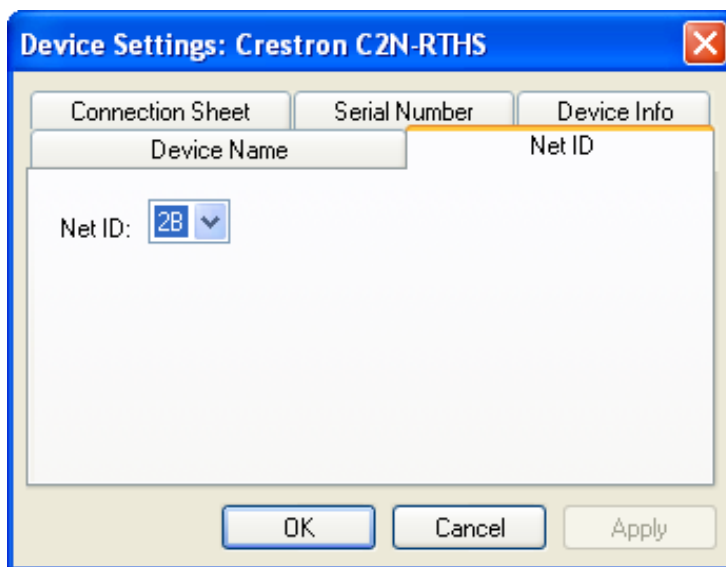 Device Settings: Crestron C2N-RTHS
Connection Sheet Serial Number Device Info
Device Name Net ID
Net ID: 2B
OK Cancel Apply